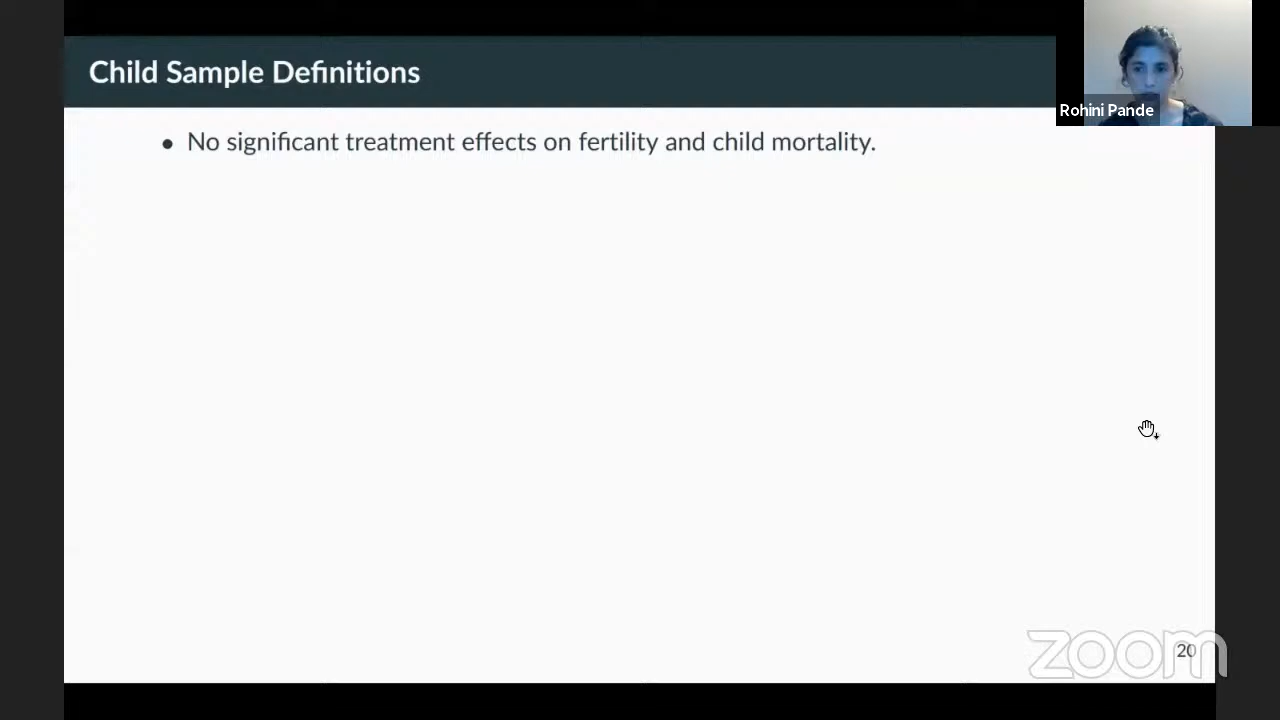 Child Sample Definitions
Rohini Pande
● No significant treatment effects on fertility and child mortality.
zoom
20